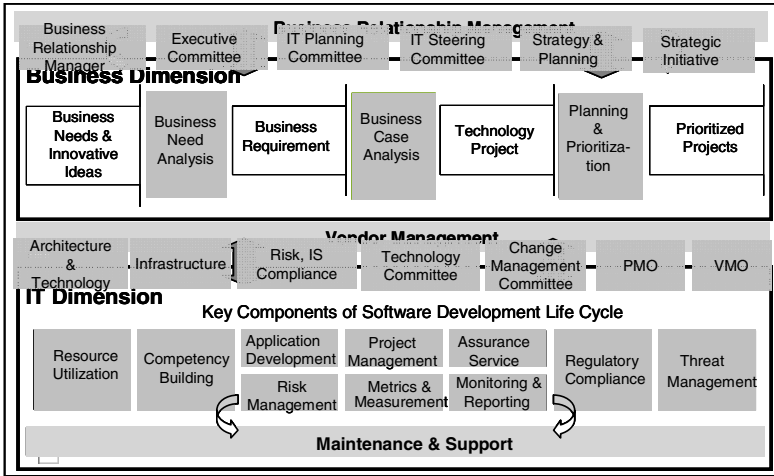 Business Relationship Management
Business
Relationship
Manager
Executive
Committee
IT Planning
Committee
IT Steering
Committee
Strategy &
Planning
Strategic
Initiative
Business Dimension
Business
Needs &
Innovative
Ideas
Business
Need
Analysis
Business
Requirement
Business
Case
Analysis
Technology
Project
Planning
&
Prioritiza-
tion
Prioritized
Projects
Vendor Management
Architecture
&
Technology
Infrastructure
Risk, IS
Compliance
Technology
Committee
Change
Management
Committee
PMO
VMO
IT Dimension
Key Components of Software Development Life Cycle
Resource
Utilization
Competency
Building
Application
Development
Project
Management
Assurance
Service
Risk
Management
Metrics &
Measurement
Monitoring &
Reporting
Regulatory
Compliance
Threat
Management
Maintenance & Support